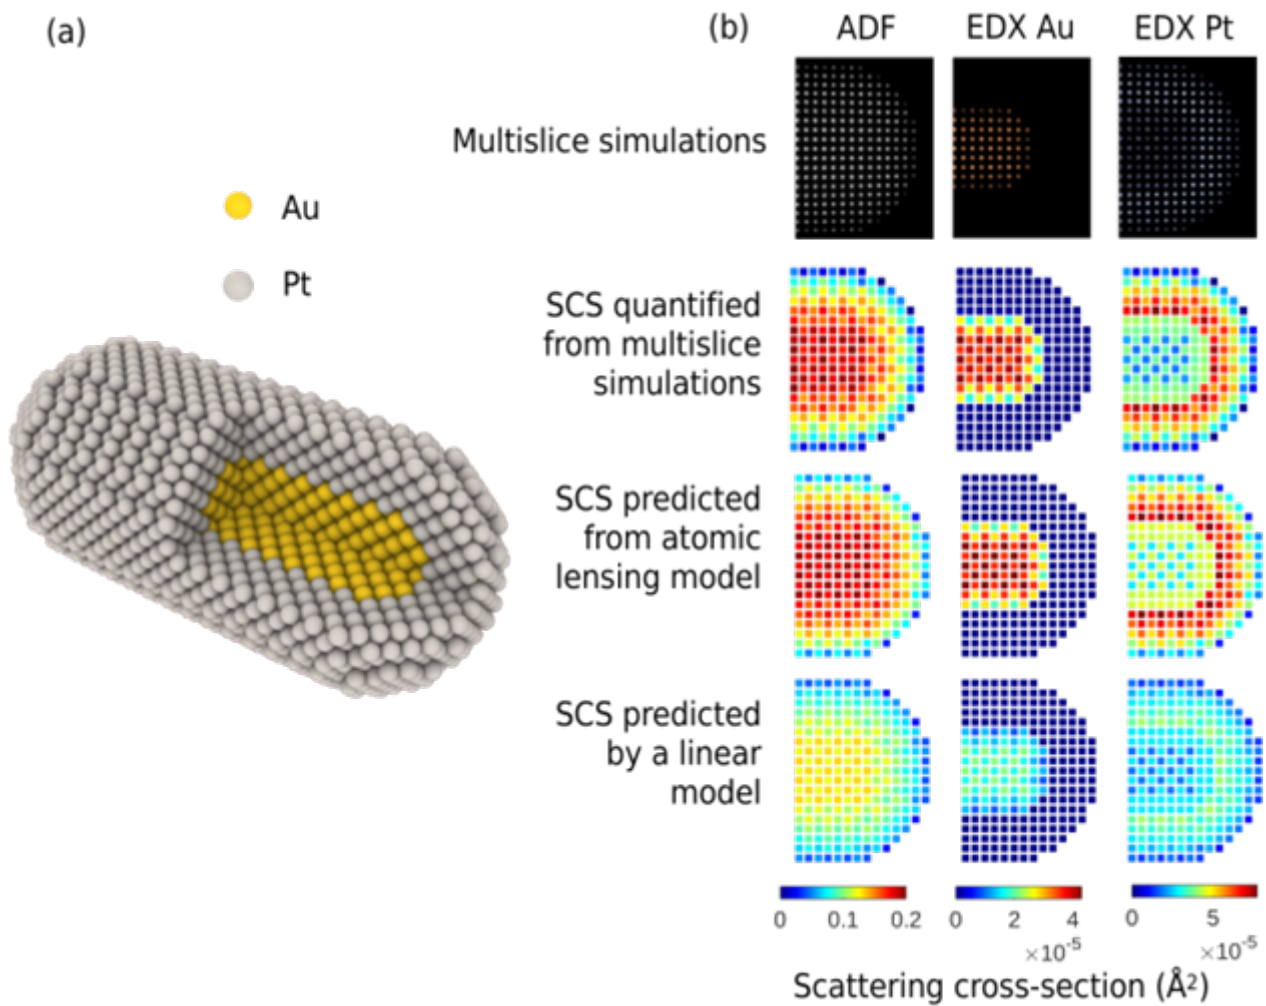 (a)
Au
Pt
(b)
ADF
EDX Au
EDX Pt
Multislice simulations
SCS quantified
from multislice
simulations
SCS predicted
from atomic
lensing model
SCS predicted
by a linear
model
0 0.1 0.2
0 2 4
×10⁻⁵
0 5
×10⁻⁵
Scattering cross-section (Å²)